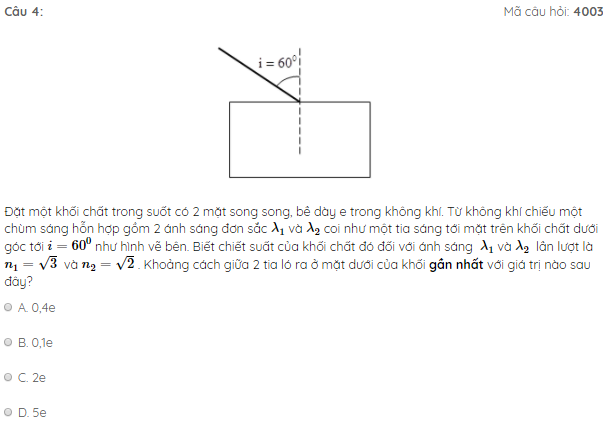 Câu 4:
Mã câu hỏi: 4003
i = 60⁰
Đặt một khối chất trong suốt có 2 mặt song song, bề dày e trong không khí. Từ không khí chiếu một
chùm sáng hỗn hợp gồm 2 ánh sáng đơn sắc λ₁ và λ₂ coi như một tia sáng tới mặt trên khối chất dưới
góc tới i = 60⁰ như hình vẽ bên. Biết chiết suất của khối chất đó đối với ánh sáng λ₁ và λ₂ lần lượt là
n₁ = √3 và n₂ = √2. Khoảng cách giữa 2 tia ló ra ở mặt dưới của khối gần nhất với giá trị nào sau
đây?
A. 0,4e
B. 0,1e
C. 2e
D. 5e